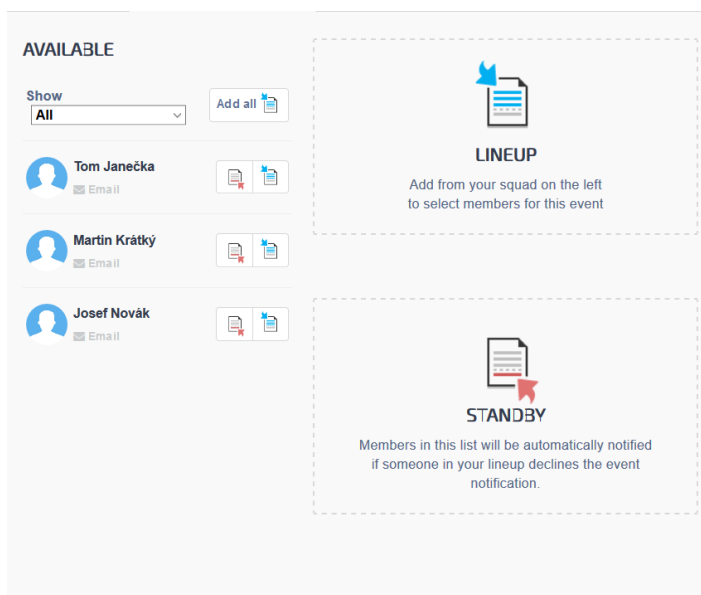 AVAILABLE
Show
All
Add all
Tom Janečka
Email
Martin Krátký
Email
Josef Novák
Email
LINEUP
Add from your squad on the left
to select members for this event
STANDBY
Members in this list will be automatically notified
if someone in your lineup declines the event
notification.